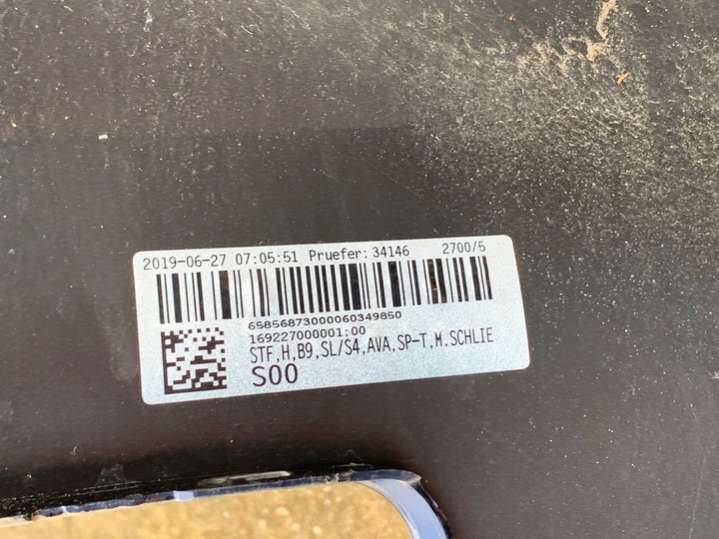 2019-06-27 07:05:51 Pruefer: 34146 2700/5
65856873000060349850
169227000001:00
STF,H,B9,SL/S4,AVA,SP-T,M.SCHLIE
S00